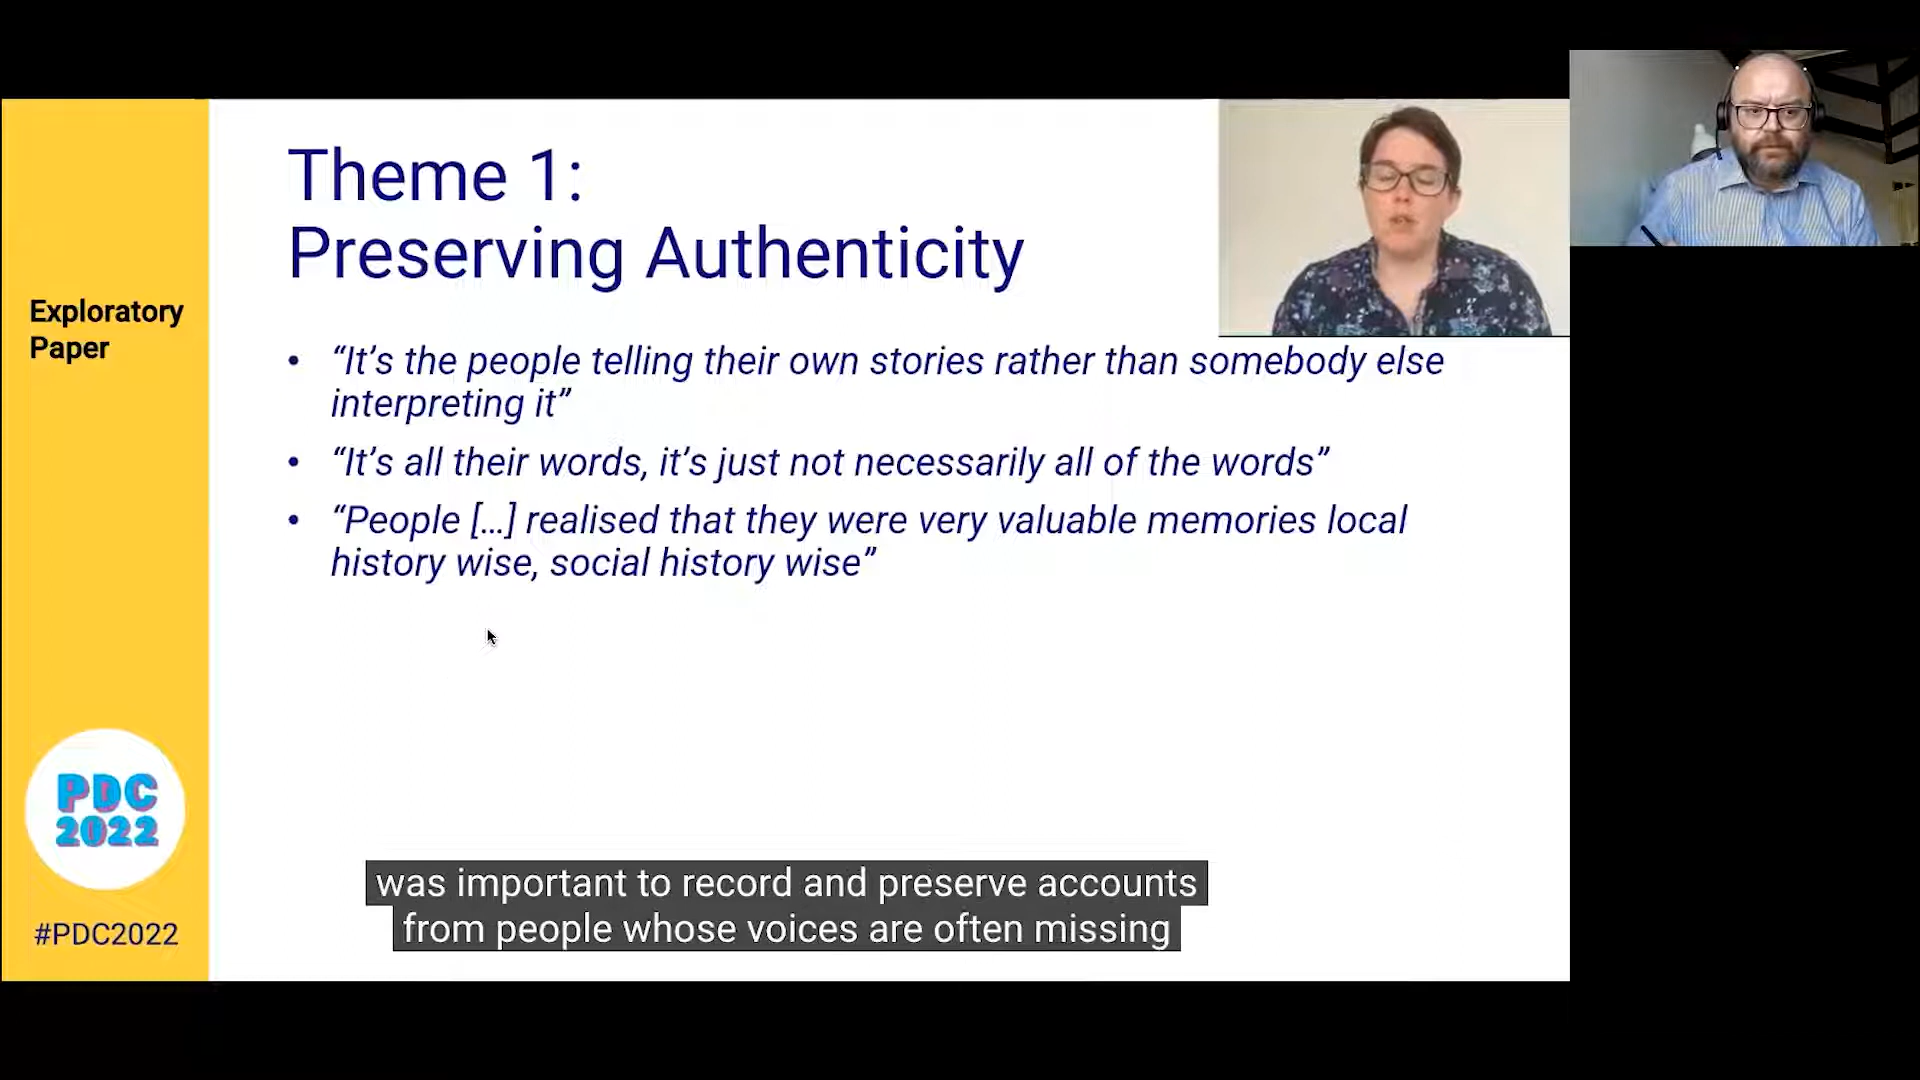 Theme 1:
Preserving Authenticity
Exploratory
Paper
• “It’s the people telling their own stories rather than somebody else
interpreting it”
• “It’s all their words, it’s just not necessarily all of the words”
• “People [...] realised that they were very valuable memories local
history wise, social history wise”
PDC
2022
#PDC2022
was important to record and preserve accounts
from people whose voices are often missing